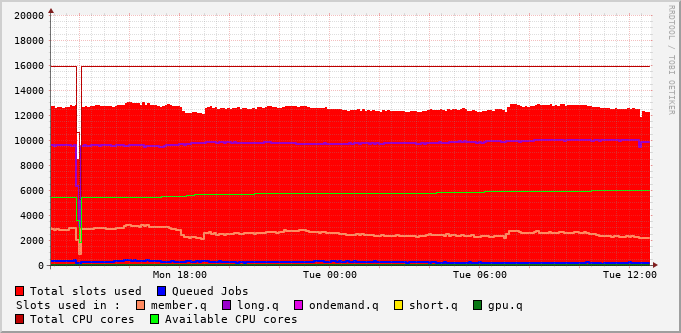 20000
18000
16000
14000
12000
10000
8000
6000
4000
2000
0
Mon 18:00 Tue 00:00 Tue 06:00 Tue 12:00
Total slots used Queued Jobs
Slots used in : member.q long.q ondemand.q short.q gpu.q
Total CPU cores Available CPU cores
RRDTOOL / TOBI OETIKER